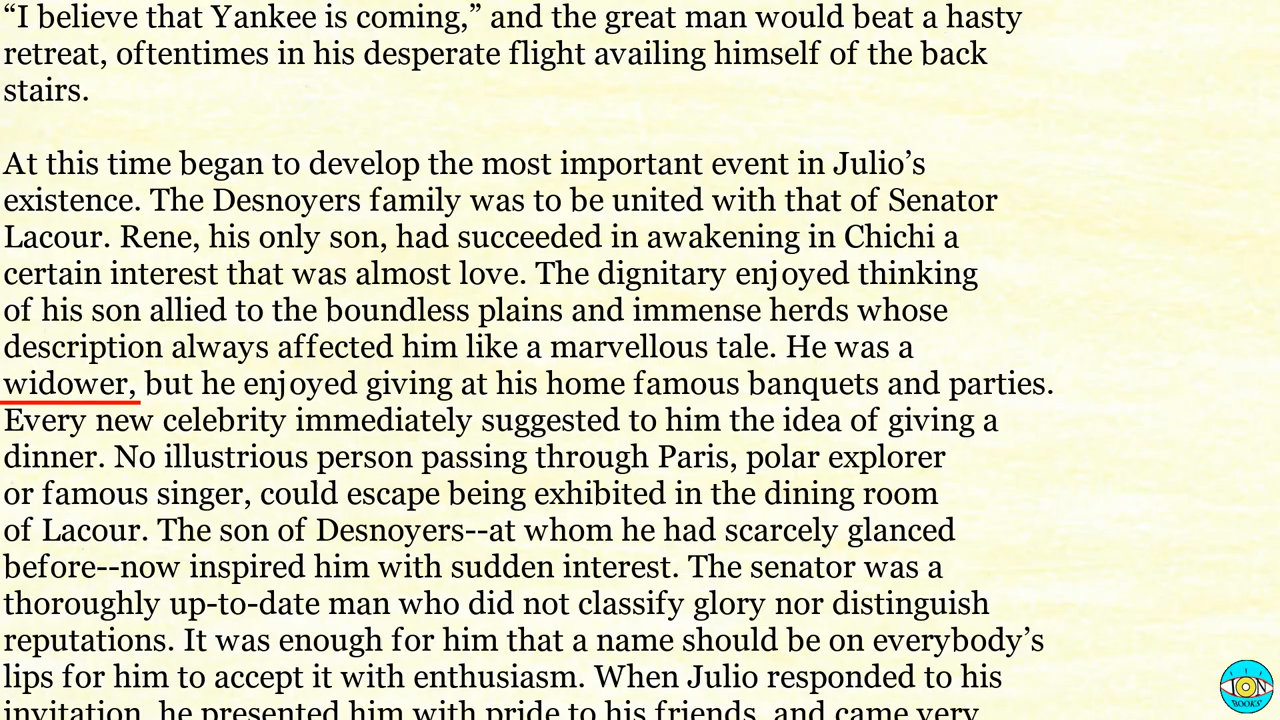 “I believe that Yankee is coming,” and the great man would beat a hasty
retreat, oftentimes in his desperate flight availing himself of the back
stairs.
At this time began to develop the most important event in Julio’s
existence. The Desnoyers family was to be united with that of Senator
Lacour. Rene, his only son, had succeeded in awakening in Chichi a
certain interest that was almost love. The dignitary enjoyed thinking
of his son allied to the boundless plains and immense herds whose
description always affected him like a marvellous tale. He was a
widower, but he enjoyed giving at his home famous banquets and parties.
Every new celebrity immediately suggested to him the idea of giving a
dinner. No illustrious person passing through Paris, polar explorer
or famous singer, could escape being exhibited in the dining room
of Lacour. The son of Desnoyers--at whom he had scarcely glanced
before--now inspired him with sudden interest. The senator was a
thoroughly up-to-date man who did not classify glory nor distinguish
reputations. It was enough for him that a name should be on everybody’s
lips for him to accept it with enthusiasm. When Julio responded to his
invitation, he presented him with pride to his friends, and came very
ION
BOOKS